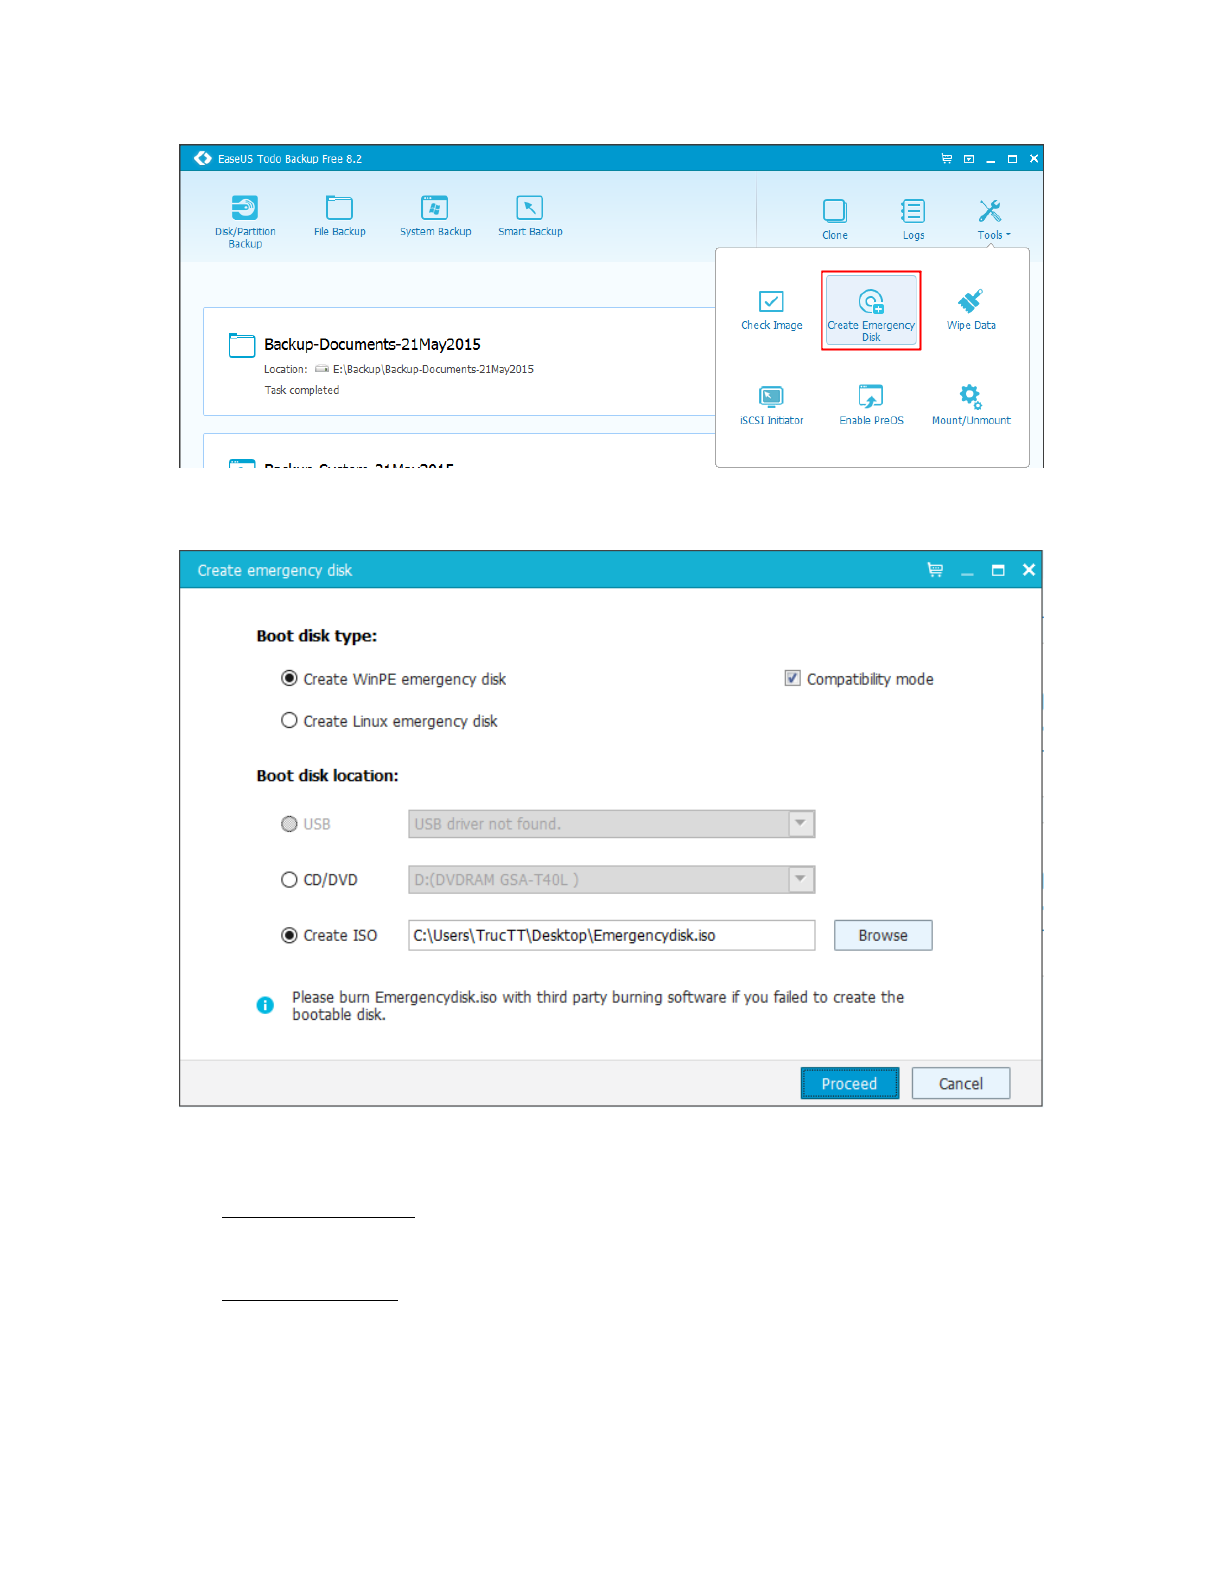 EaseUS Todo Backup Free 8.2
Disk/Partition
Backup
File Backup
System Backup
Smart Backup
Clone
Logs
Tools
Check Image
Create Emergency
Disk
Wipe Data
iSCSI Initiator
Enable PreOS
Mount/Unmount
Backup-Documents-21May2015
Location: E:\Backup\Backup-Documents-21May2015
Task completed
Backup-System-21May2015
Create emergency disk
Boot disk type:
Create WinPE emergency disk
Compatibility mode
Create Linux emergency disk
Boot disk location:
USB
USB driver not found.
CD/DVD
D:(DVDRAM GSA-T40L )
Create ISO
C:\Users\TrucTT\Desktop\Emergencydisk.iso
Browse
Please burn Emergencydisk.iso with third party burning software if you failed to create the
bootable disk.
Proceed
Cancel